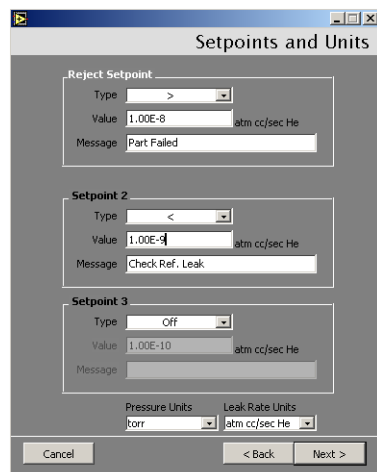 Setpoints and Units
Reject Setpoint
Type >
Value 1.00E-8 atm cc/sec He
Message Part Failed
Setpoint 2
Type <
Value 1.00E-9 atm cc/sec He
Message Check Ref. Leak
Setpoint 3
Type Off
Value 1.00E-10 atm cc/sec He
Message
Pressure Units Leak Rate Units
torr atm cc/sec He
Cancel < Back Next >